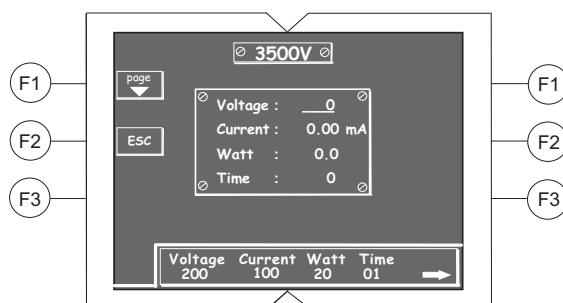 3500V
F1
page
F1
Voltage : 0
F2
ESC
Current : 0.00 mA
F2
Watt : 0.0
F3
Time : 0
F3
Voltage Current Watt Time
200 100 20 01